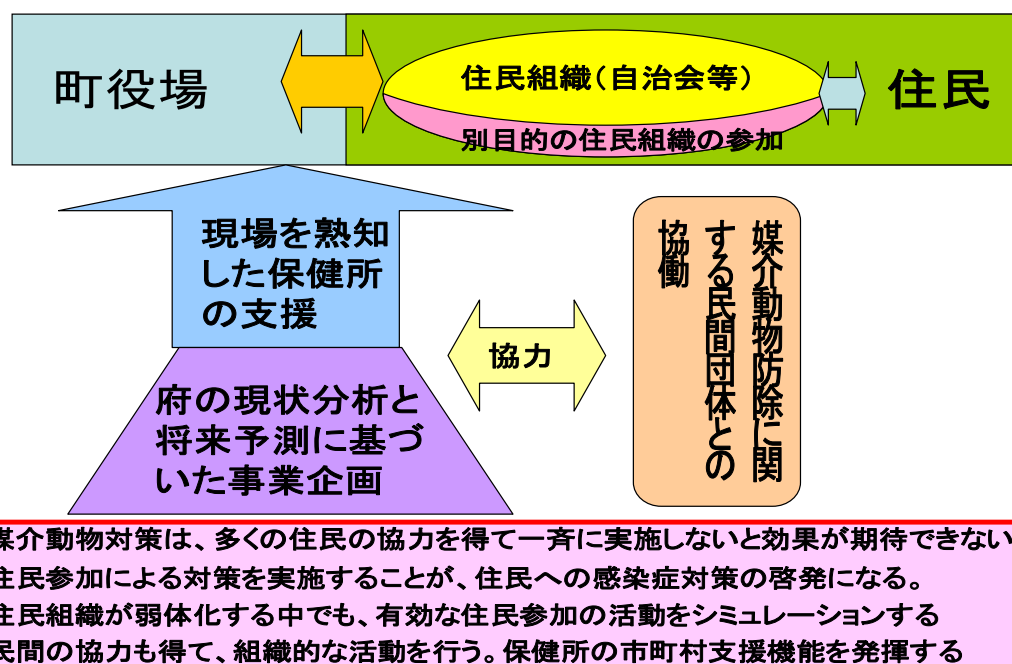 町役場
住民組織（自治会等）
別目的の住民組織の参加
住民
現場を熟知
した保健所
の支援
協力
媒介動物防除に関
する民間団体との
協働
府の現状分析と
将来予測に基づ
いた事業企画
媒介動物対策は、多くの住民の協力を得て一斉に実施しないと効果が期待できない
住民参加による対策を実施することが、住民への感染症対策の啓発になる。
住民組織が弱体化する中でも、有効な住民参加の活動をシミュレーションする
民間の協力も得て、組織的な活動を行う。保健所の市町村支援機能を発揮する